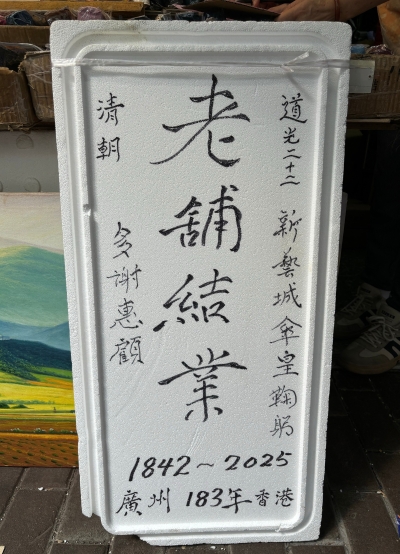 道光二十二 新藝城傘皇鞠躬
老舖結業
清朝
多謝惠顧
1842~2025
廣州 183年香港